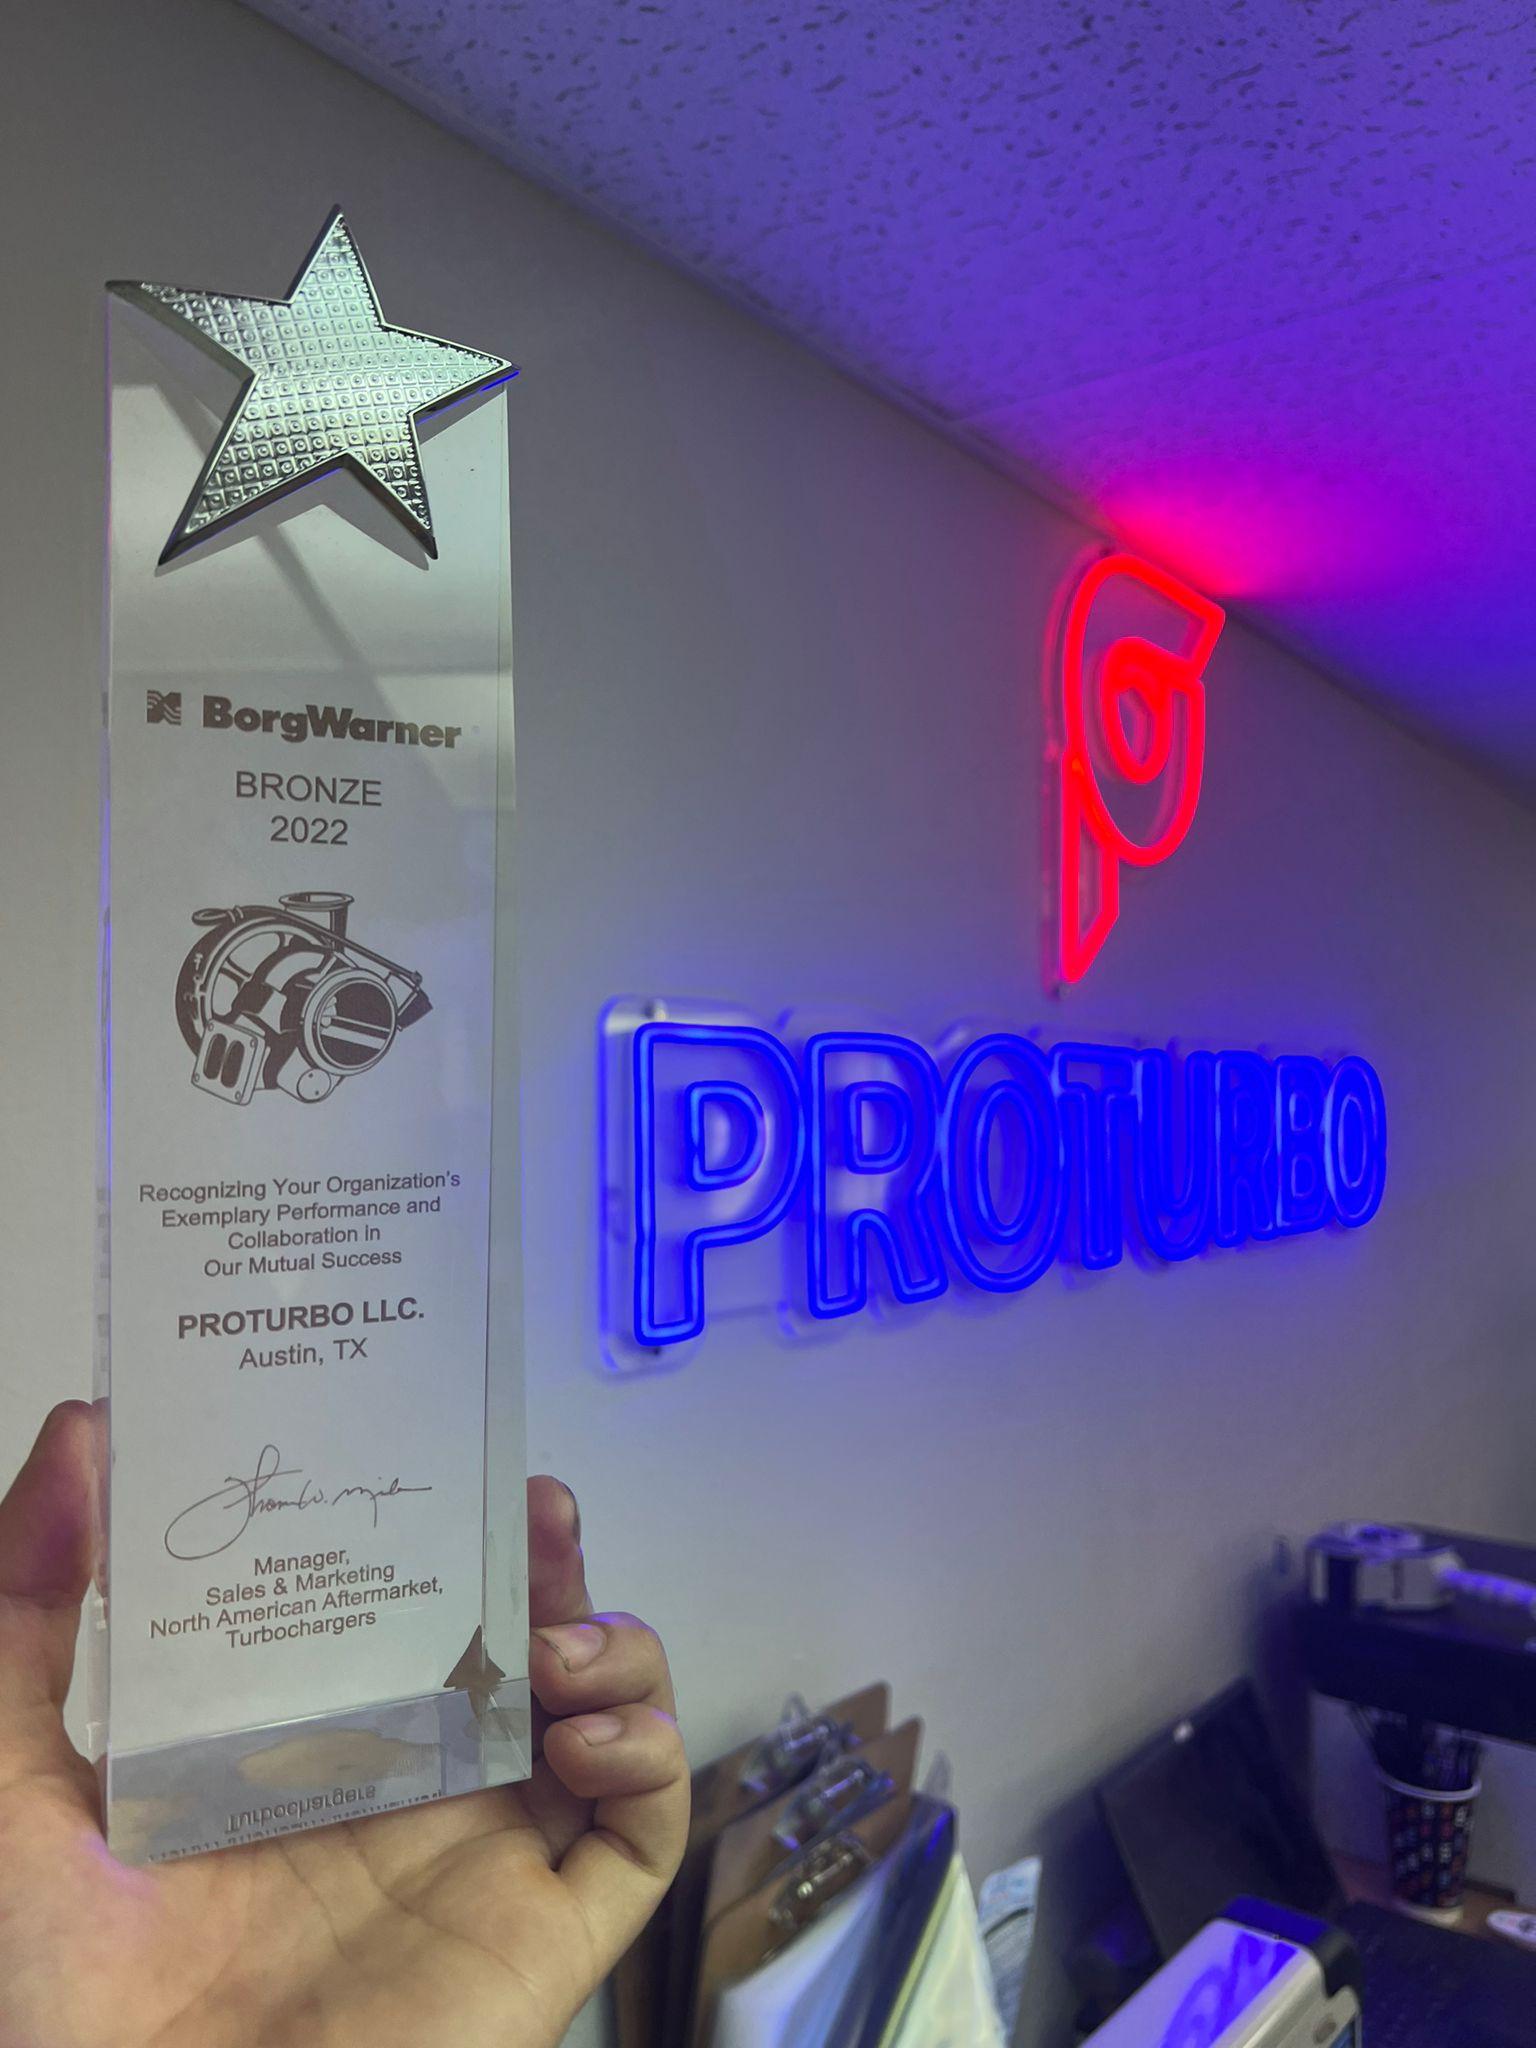 BorgWarner
BRONZE
2022
Recognizing Your Organization's
Exemplary Performance and
Collaboration in
Our Mutual Success
PROTURBO LLC.
Austin, TX
Manager,
Sales & Marketing
North American Aftermarket,
Turbochargers
Turbochargers
PROTURBO